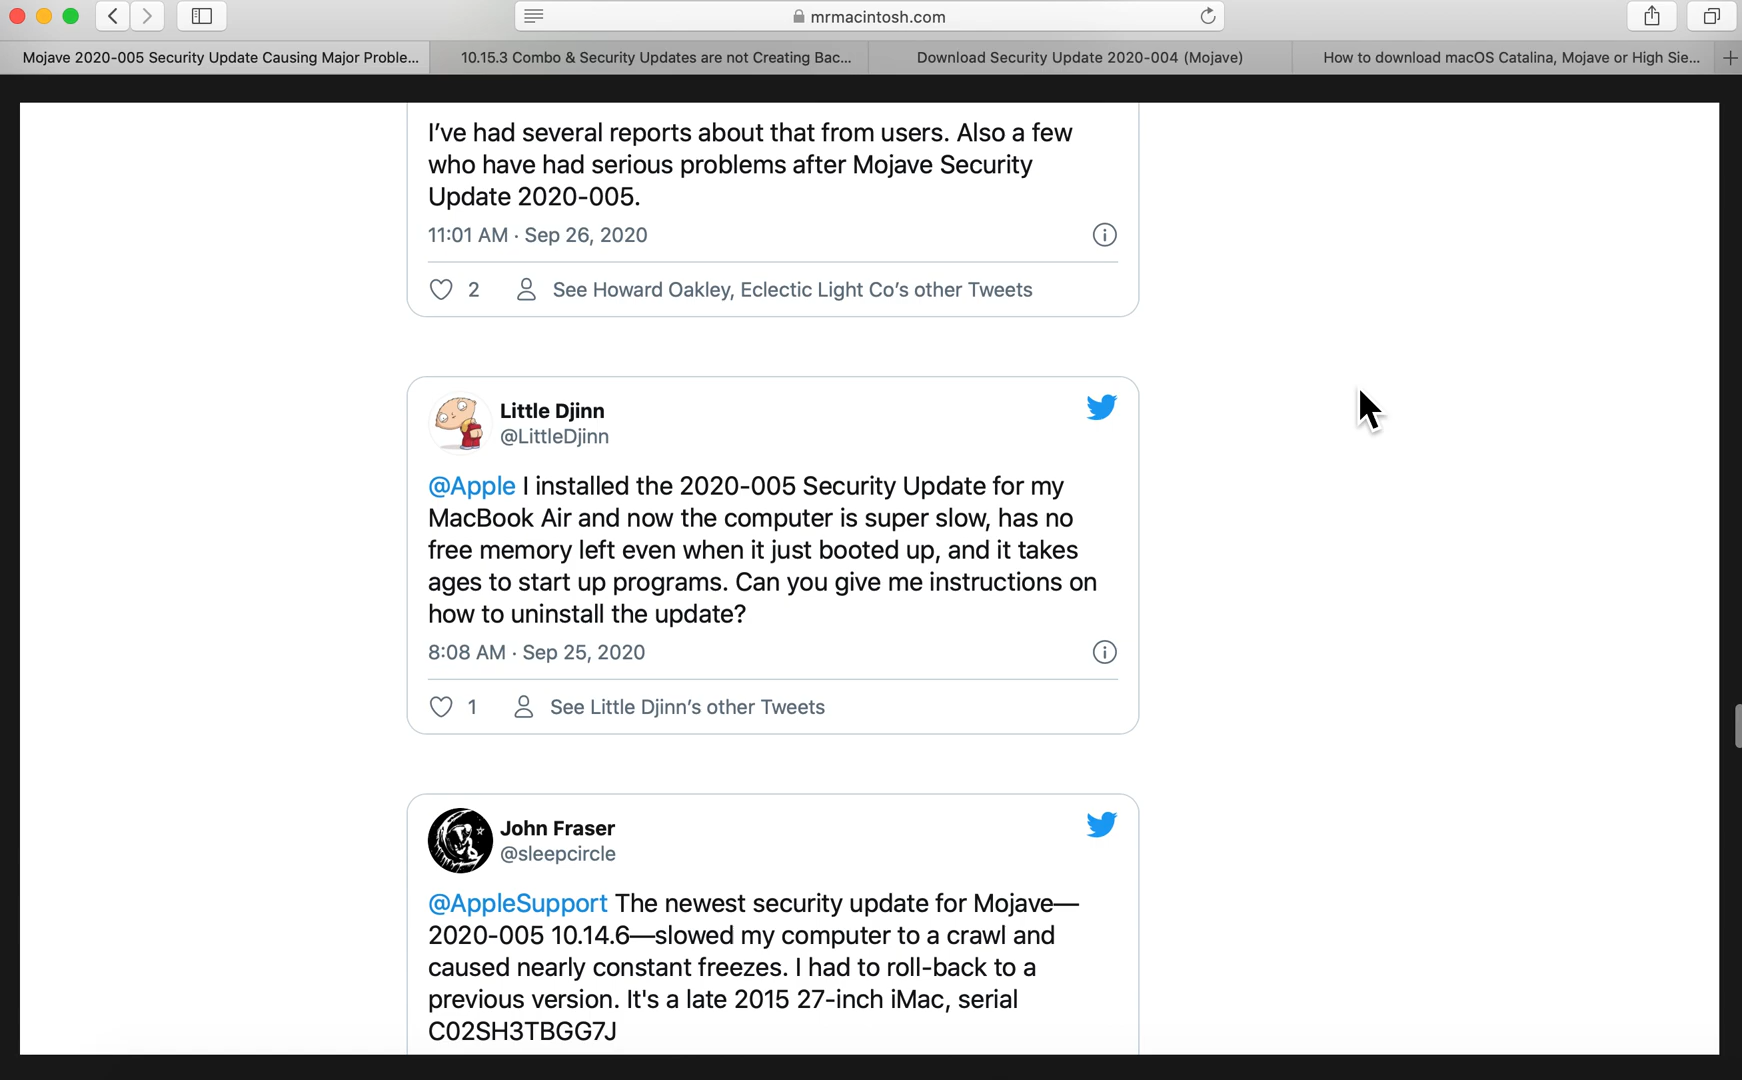 mrmacintosh.com
Mojave 2020-005 Security Update Causing Major Proble...
10.15.3 Combo & Security Updates are not Creating Bac...
Download Security Update 2020-004 (Mojave)
How to download macOS Catalina, Mojave or High Sie...
I've had several reports about that from users. Also a few
who have had serious problems after Mojave Security
Update 2020-005.
11:01 AM · Sep 26, 2020
2 See Howard Oakley, Eclectic Light Co's other Tweets
Little Djinn
@LittleDjinn
@Apple I installed the 2020-005 Security Update for my
MacBook Air and now the computer is super slow, has no
free memory left even when it just booted up, and it takes
ages to start up programs. Can you give me instructions on
how to uninstall the update?
8:08 AM · Sep 25, 2020
1 See Little Djinn's other Tweets
John Fraser
@sleepcircle
@AppleSupport The newest security update for Mojave—
2020-005 10.14.6—slowed my computer to a crawl and
caused nearly constant freezes. I had to roll-back to a
previous version. It's a late 2015 27-inch iMac, serial
C02SH3TBGG7J